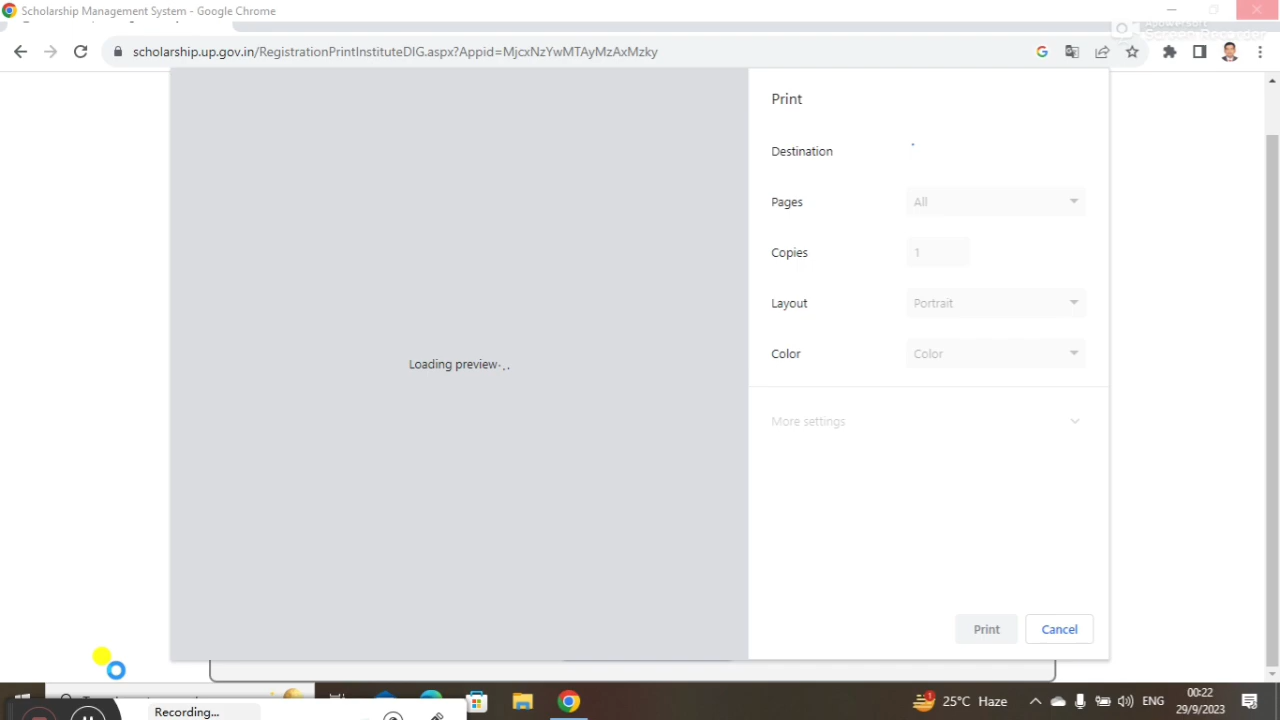 Scholarship Management System - Google Chrome
Screen Recorder
scholarship.up.gov.in/RegistrationPrintInstituteDIG.aspx?Appid=MjcxNzYwMTAyMzAxMzky
Print
Destination
Pages
All
Copies
1
Layout
Portrait
Color
Color
Loading preview...
More settings
Print
Cancel
25°C Haze
ENG
00:22
29/9/2023
Recording...